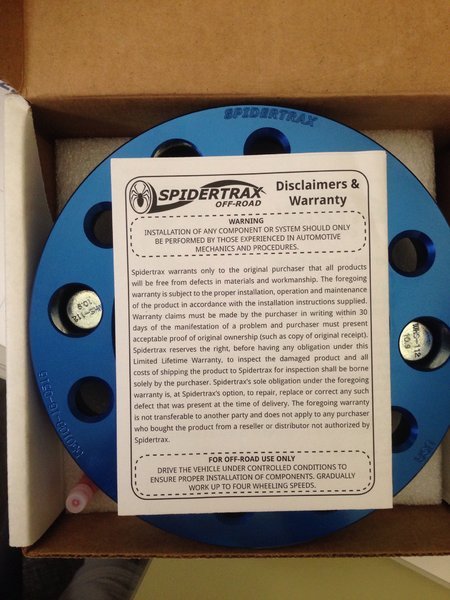 SPIDERTRAX
SPIDERTRAX
OFF-ROAD
Disclaimers &
Warranty
WARNING
INSTALLATION OF ANY COMPONENT OR SYSTEM SHOULD ONLY
BE PERFORMED BY THOSE EXPERIENCED IN AUTOMOTIVE
MECHANICS AND PROCEDURES.
Spidertrax warrants only to the original purchaser that all products
will be free from defects in materials and workmanship. The foregoing
warranty is subject to the proper installation, operation and maintenance
of the product in accordance with the installation instructions supplied.
Warranty claims must be made by the purchaser in writing within 30
days of the manifestation of a problem and purchaser must present
acceptable proof of original ownership (such as copy of original receipt).
Spidertrax reserves the right, before having any obligation under this
Limited Lifetime Warranty, to inspect the damaged product and all
costs of shipping the product to Spidertrax for inspection shall be borne
solely by the purchaser. Spidertrax's sole obligation under the foregoing
warranty is, at Spidertrax's option, to repair, replace or correct any such
defect that was present at the time of delivery. The foregoing warranty
is not transferable to another party and does not apply to any purchaser
who bought the product from a reseller or distributor not authorized by
Spidertrax.
FOR OFF-ROAD USE ONLY
DRIVE THE VEHICLE UNDER CONTROLLED CONDITIONS TO
ENSURE PROPER INSTALLATION OF COMPONENTS. GRADUALLY
WORK UP TO FOUR WHEELING SPEEDS.
10.9
10.9